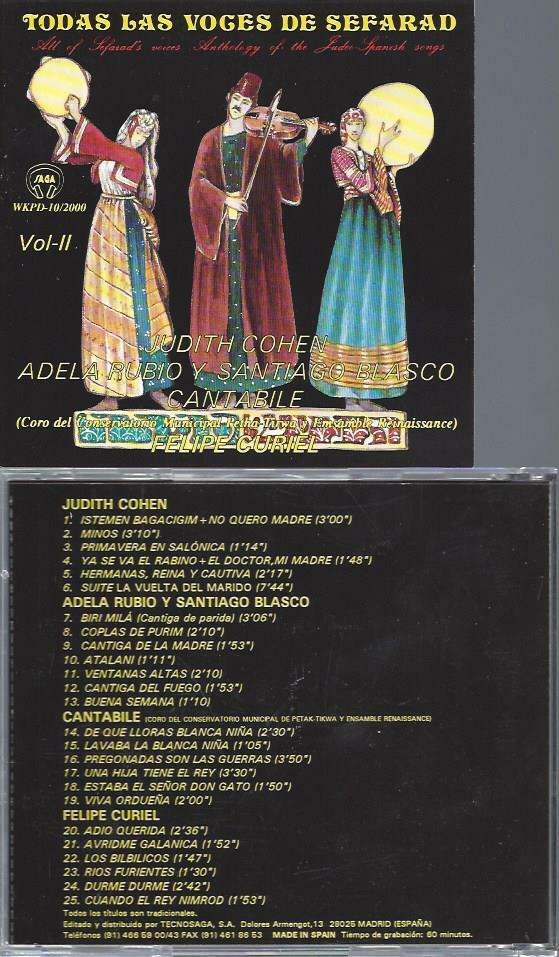 TODAS LAS VOCES DE SEFARAD
All of Sefarad's voices Anthology of the Judeo-Spanish songs
SAGA
WKPD-10/2000
Vol-II
JUDITH COHEN
ADELA RUBIO Y SANTIAGO BLASCO
CANTABILE
(Coro del Conservatorio Municipal Petha-Tikwa y Ensamble Reinaissance)
FELIPE CURIEL
JUDITH COHEN
1. ISTEMEN BAGACIGIM+NO QUERO MADRE (3'00")
2. MINOS (3'10")
3. PRIMAVERA EN SALÓNICA (1'14")
4. YA SE VA EL RABINO+EL DOCTOR,MI MADRE (1'48")
5. HERMANAS, REINA Y CAUTIVA (2'17")
6. SUITE LA VUELTA DEL MARIDO (7'44")
ADELA RUBIO Y SANTIAGO BLASCO
7. BIRI MILÁ (Cantiga de parida) (3'06")
8. COPLAS DE PURIM (2'10")
9. CANTIGA DE LA MADRE (1'53")
10. ATALANI (1'11")
11. VENTANAS ALTAS (2'10)
12. CANTIGA DEL FUEGO (1'53")
13. BUENA SEMANA (1'10)
CANTABILE (CORO DEL CONSERVATORIO MUNICIPAL DE PETAK-TIKWA Y ENSAMBLE RENAISSANCE)
14. DE QUE LLORAS BLANCA NIÑA (2'30")
15. LAVABA LA BLANCA NIÑA (1'05")
16. PREGONADAS SON LAS GUERRAS (3'50")
17. UNA HIJA TIENE EL REY (3'30")
18. ESTABA EL SEÑOR DON GATO (1'50")
19. VIVA ORDUEÑA (2'00")
FELIPE CURIEL
20. ADIO QUERIDA (2'36")
21. AVRIDME GALANICA (1'52")
22. LOS BILBILICOS (1'47")
23. RIOS FURIENTES (1'30")
24. DURME DURME (2'42")
25. CUANDO EL REY NIMROD (1'53")
Todos los títulos son tradicionales.
Editado y distribuido por TECNOSAGA, S.A. Dolores Armengot,13 28025 MADRID (ESPAÑA)
Teléfonos (91) 466 59 00/43 FAX (91) 461 86 53 MADE IN SPAIN Tiempo de grabación: 60 minutos.